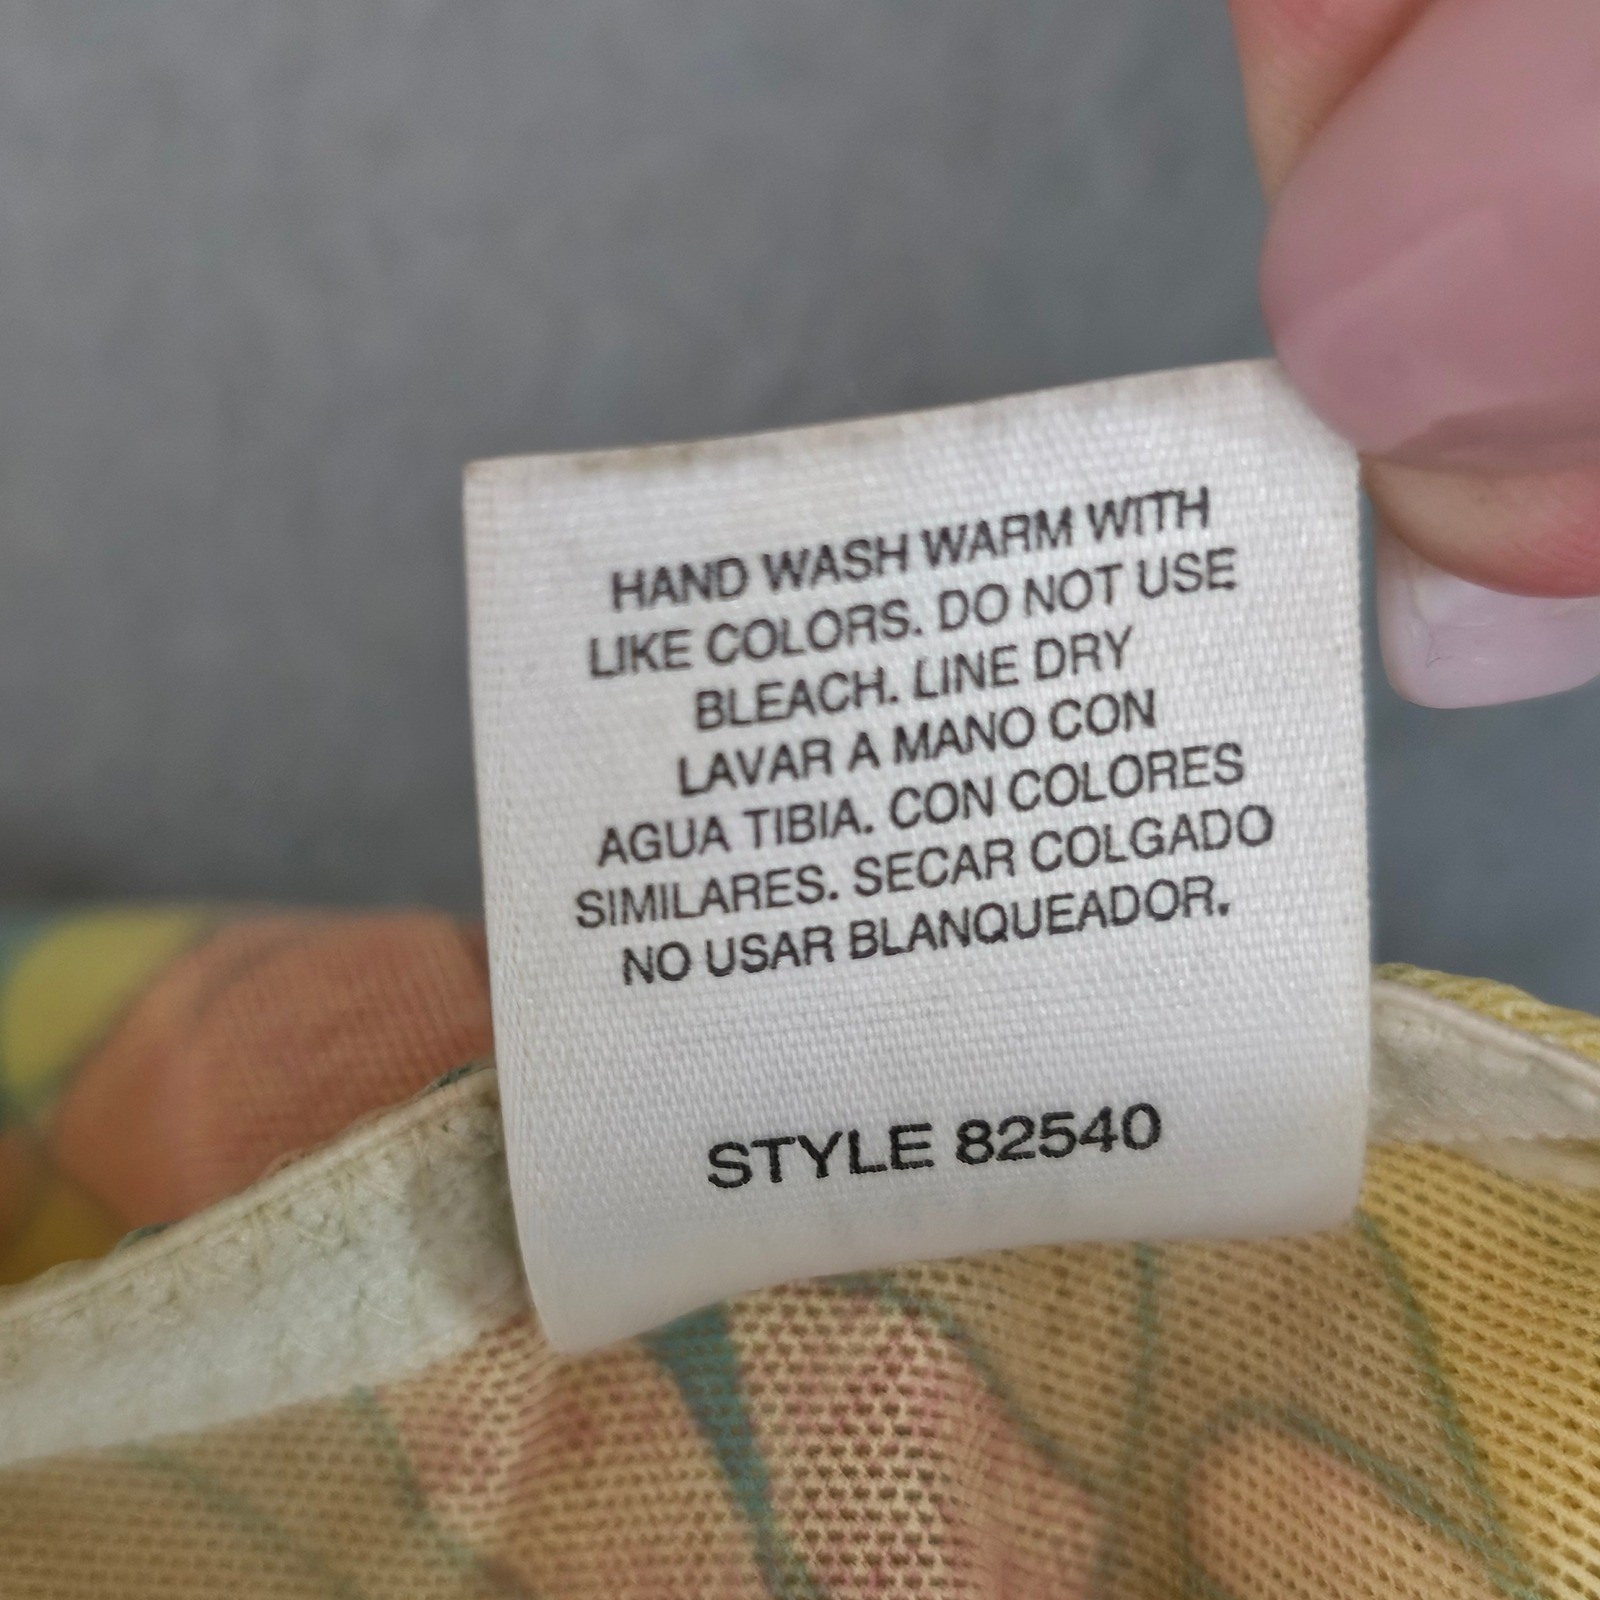 HAND WASH WARM WITH
LIKE COLORS. DO NOT USE
BLEACH. LINE DRY
LAVAR A MANO CON
AGUA TIBIA. CON COLORES
SIMILARES. SECAR COLGADO
NO USAR BLANQUEADOR.
STYLE 82540